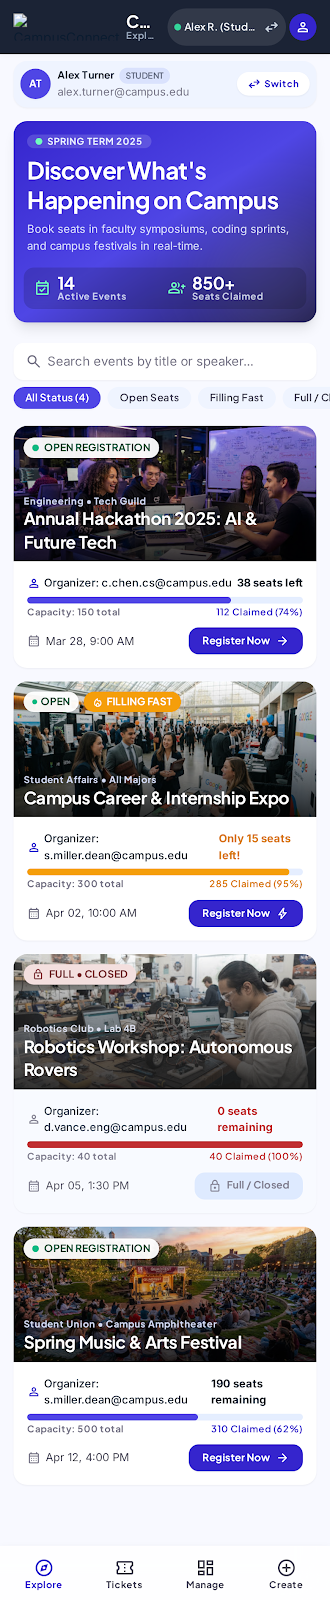 CampusConnect
C...
Expl...
Alex R. (Stud...
AT
Alex Turner
STUDENT
alex.turner@campus.edu
Switch
SPRING TERM 2025
Discover What's
Happening on Campus
Book seats in faculty symposiums, coding sprints,
and campus festivals in real-time.
14
Active Events
850+
Seats Claimed
Search events by title or speaker...
All Status (4)
Open Seats
Filling Fast
Full / C
OPEN REGISTRATION
Engineering • Tech Guild
Annual Hackathon 2025: AI &
Future Tech
Organizer: c.chen.cs@campus.edu
38 seats left
Capacity: 150 total
112 Claimed (74%)
Mar 28, 9:00 AM
Register Now
OPEN
FILLING FAST
Student Affairs • All Majors
Campus Career & Internship Expo
Organizer:
s.miller.dean@campus.edu
Only 15 seats
left!
Capacity: 300 total
285 Claimed (95%)
Apr 02, 10:00 AM
Register Now
FULL • CLOSED
Robotics Club • Lab 4B
Robotics Workshop: Autonomous
Rovers
Organizer:
d.vance.eng@campus.edu
0 seats
remaining
Capacity: 40 total
40 Claimed (100%)
Apr 05, 1:30 PM
Full / Closed
OPEN REGISTRATION
Student Union • Campus Amphitheater
Spring Music & Arts Festival
Organizer:
s.miller.dean@campus.edu
190 seats
remaining
Capacity: 500 total
310 Claimed (62%)
Apr 12, 4:00 PM
Register Now
Explore
Tickets
Manage
Create